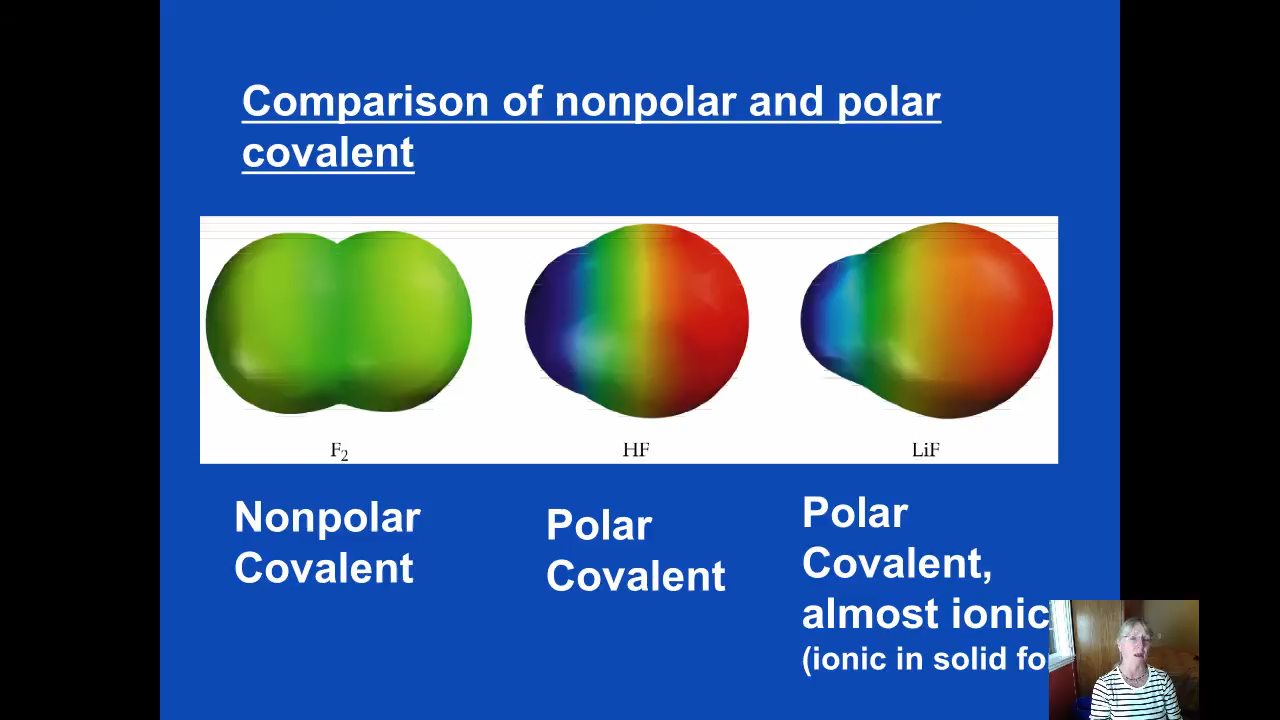 Comparison of nonpolar and polar
covalent
F₂
HF
LiF
Nonpolar
Covalent
Polar
Covalent
Polar
Covalent,
almost ionic
(ionic in solid